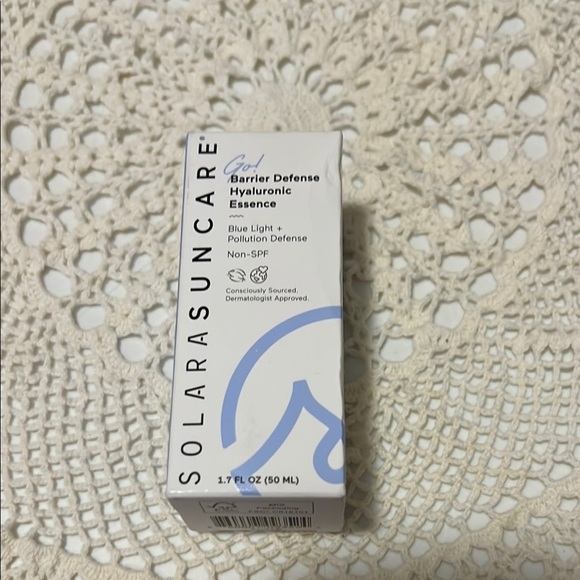 SOLARASUNCARE®
Go!
Barrier Defense
Hyaluronic
Essence
Blue Light +
Pollution Defense
Non-SPF
Consciously Sourced.
Dermatologist Approved.
1.7 FL OZ (50 ML)